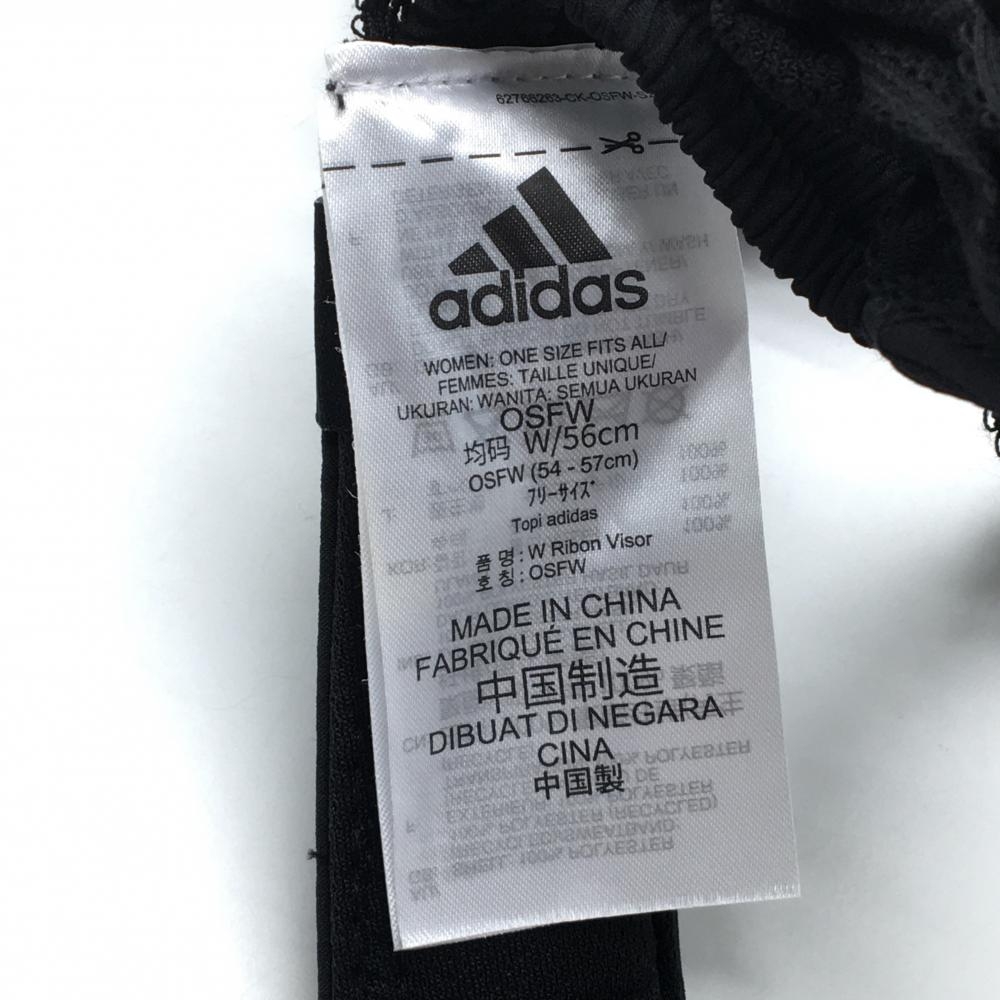 62766263-CK-OSFW-S
adidas
WOMEN: ONE SIZE FITS ALL/
FEMMES: TAILLE UNIQUE/
UKURAN: WANITA: SEMUA UKURAN
OSFW
均码 W/56cm
OSFW (54 - 57cm)
フリーサイズ
Topi adidas
품 명 : W Ribon Visor
호 칭 : OSFW
MADE IN CHINA
FABRIQUÉ EN CHINE
中国制造
DIBUAT DI NEGARA
CINA
中国製